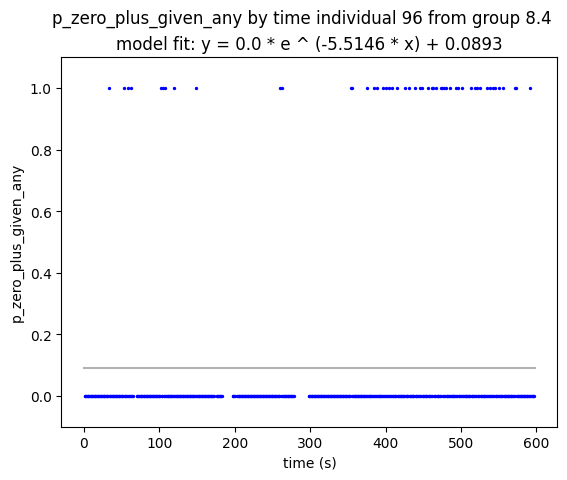 p_zero_plus_given_any by time individual 96 from group 8.4
model fit: y = 0.0 * e ^ (-5.5146 * x) + 0.0893
1.0
0.8
0.6
0.4
0.2
0.0
p_zero_plus_given_any
0 100 200 300 400 500 600
time (s)